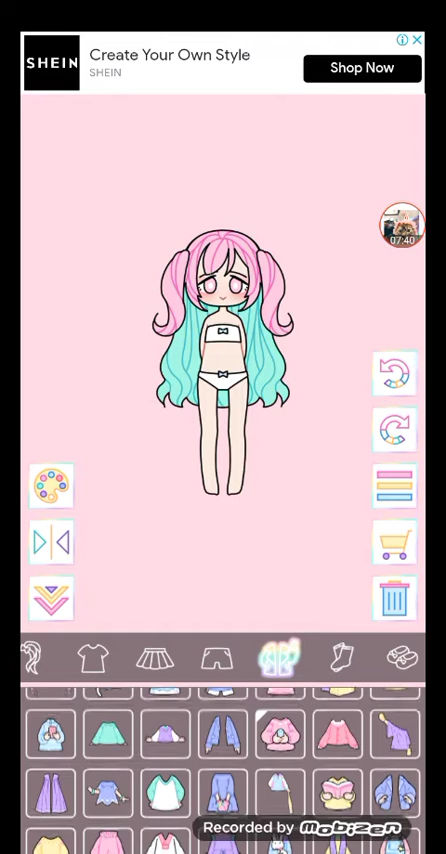 SHEIN
Create Your Own Style
SHEIN
Shop Now
07:40
Recorded by mobizen